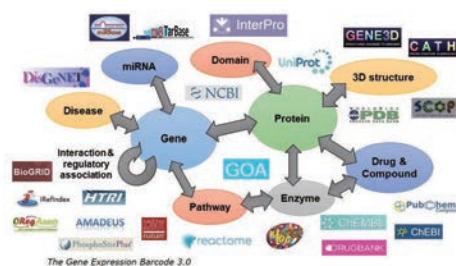 InterPro
TarBase
GENE3D
CATH
DisGeNET
miRNA
Domain
UniProt
3D structure
NCBI
Disease
Gene
Protein
PDB
SCOP
Interaction &
regulatory
association
GOA
Drug &
Compound
BioGRID
iRefIndex
HTRI
Pathway
Enzyme
PubChem
ORegAnno
AMADEUS
ChEMBL
ChEBI
PhosphoSitePlus
reactome
DRUGBANK
The Gene Expression Barcode 3.0